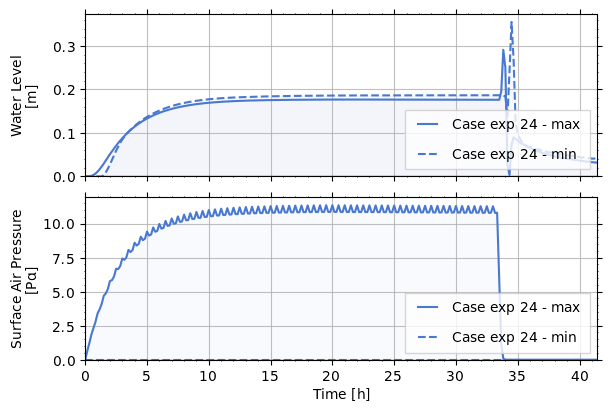 Water Level
[m]
0.3
0.2
0.1
0.0
Case exp 24 - max
Case exp 24 - min
Surface Air Pressure
[Pa]
10.0
7.5
5.0
2.5
0.0
Case exp 24 - max
Case exp 24 - min
0 5 10 15 20 25 30 35 40
Time [h]